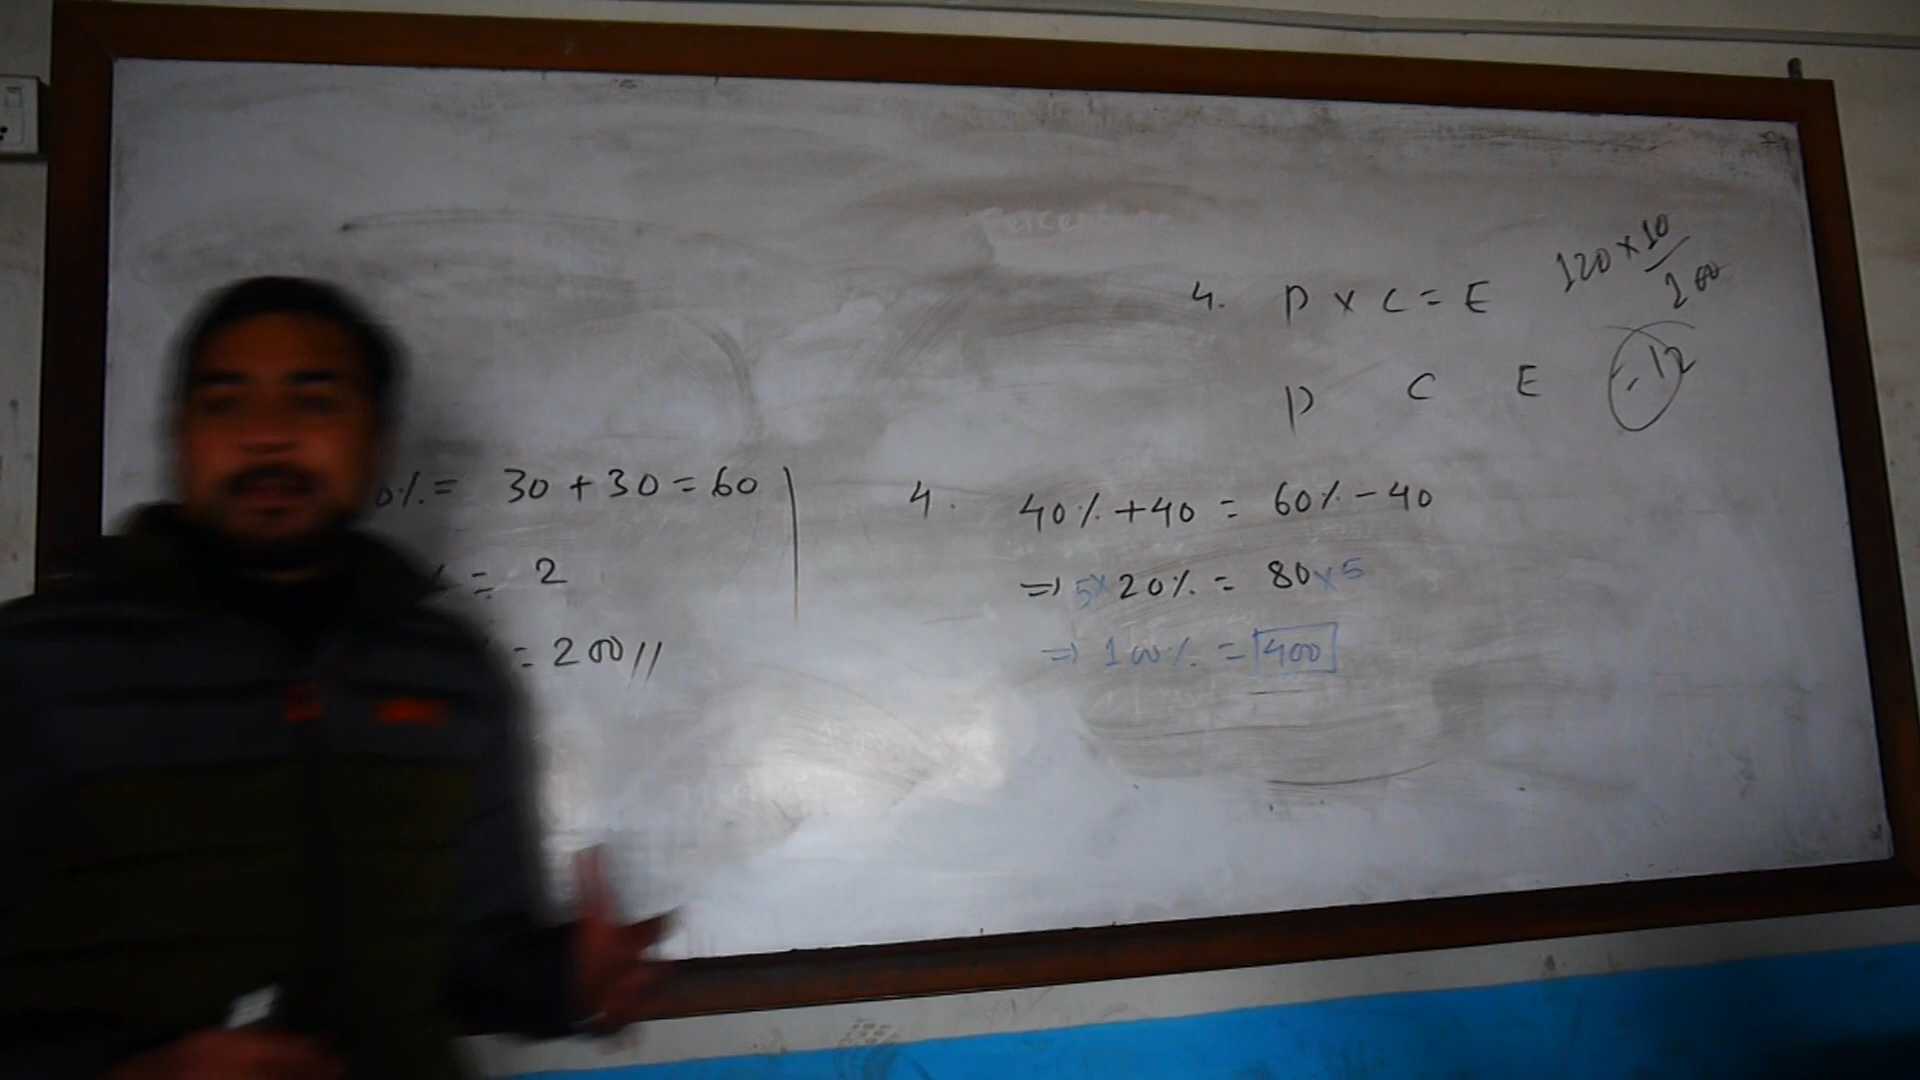 4. P × C = E
120 × 10 / 100
P C E
= 12
0% = 30 + 30 = 60
% = 2
= 200 //
4. 40% + 40 = 60% - 40
=> 5× 20% = 80 × 5
=> 100% = 400